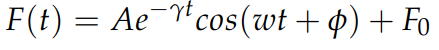 F(t) = Ae^{-γt}cos(wt + ϕ) + F_0